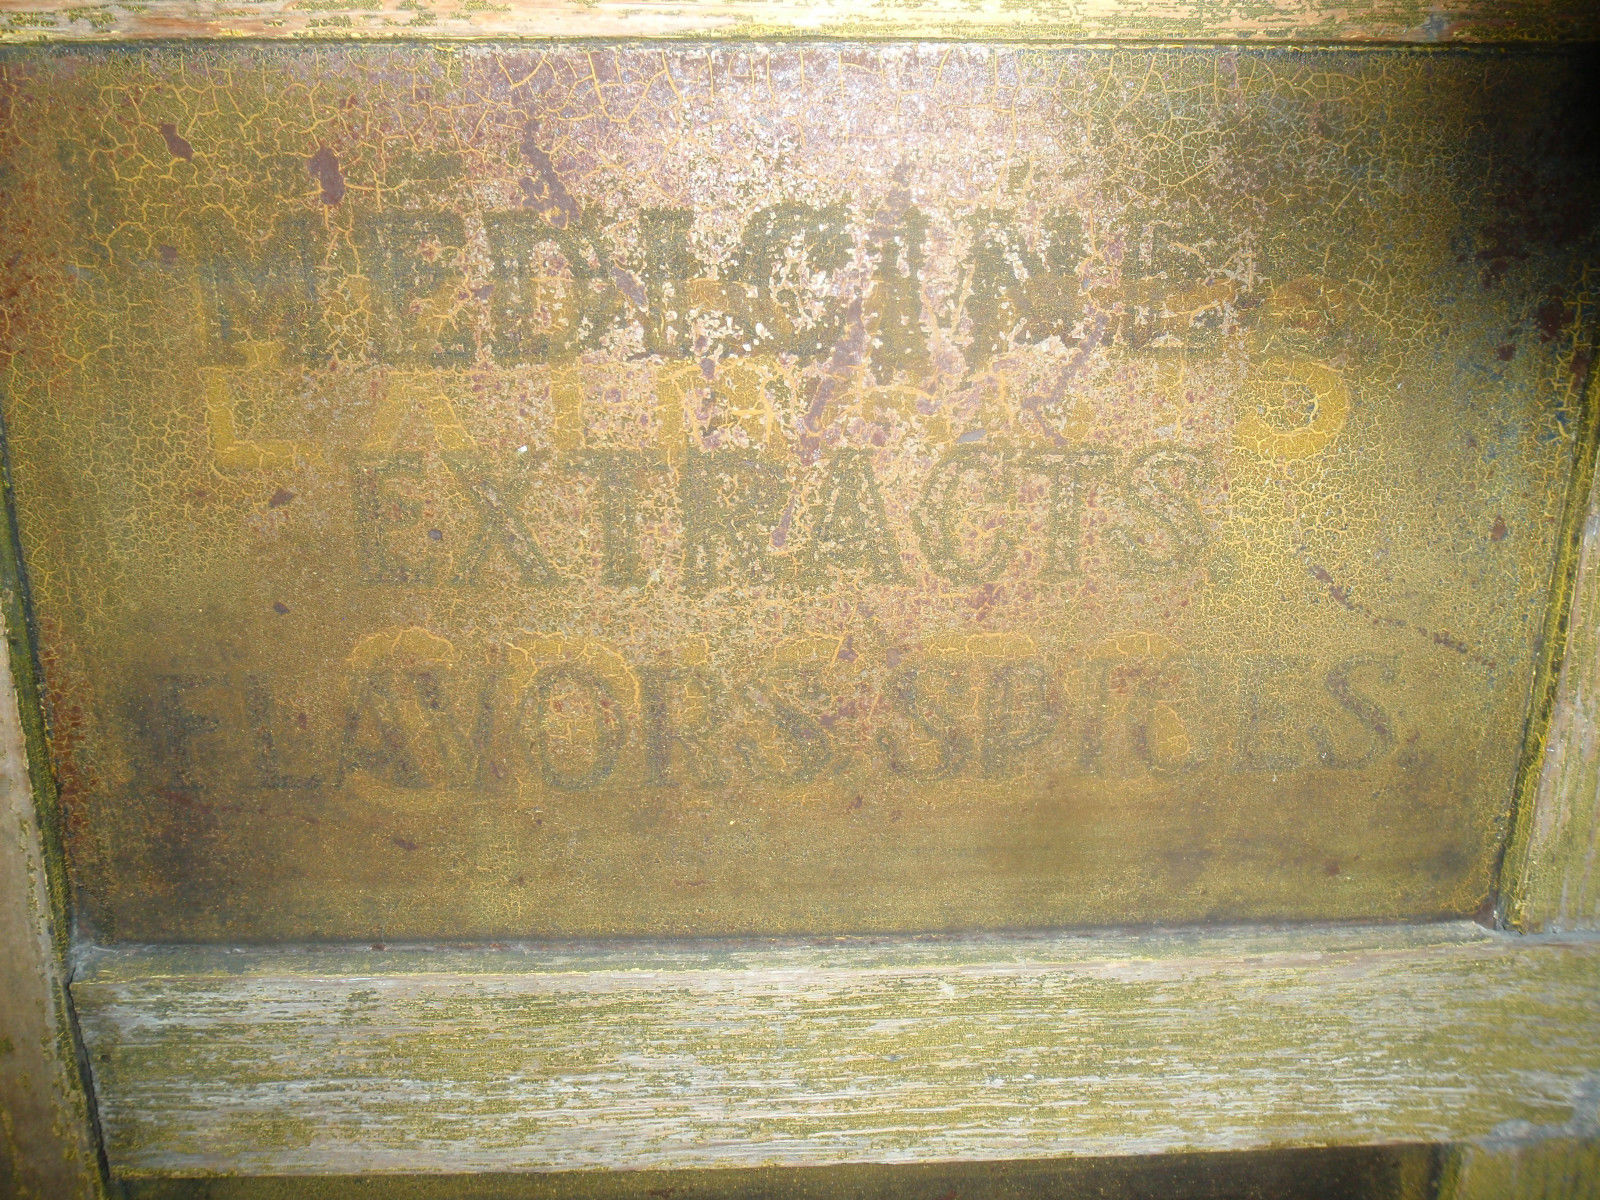 MEDICINE
EXTRACTS
FLAVORS. SPICES.